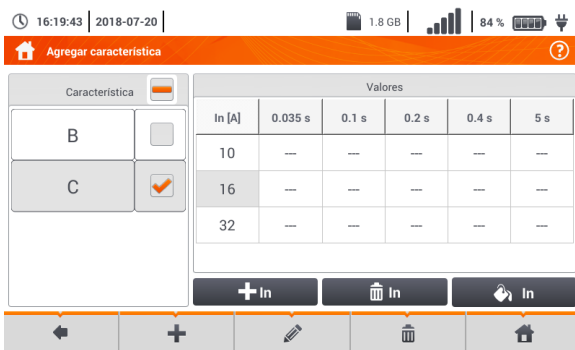 16:19:43 2018-07-20 1.8 GB 84 %
Agregar característica ?
Característica
B
C
Valores
In [A] 0.035 s 0.1 s 0.2 s 0.4 s 5 s
10 --- --- --- --- ---
16 --- --- --- --- ---
32 --- --- --- --- ---
In In In